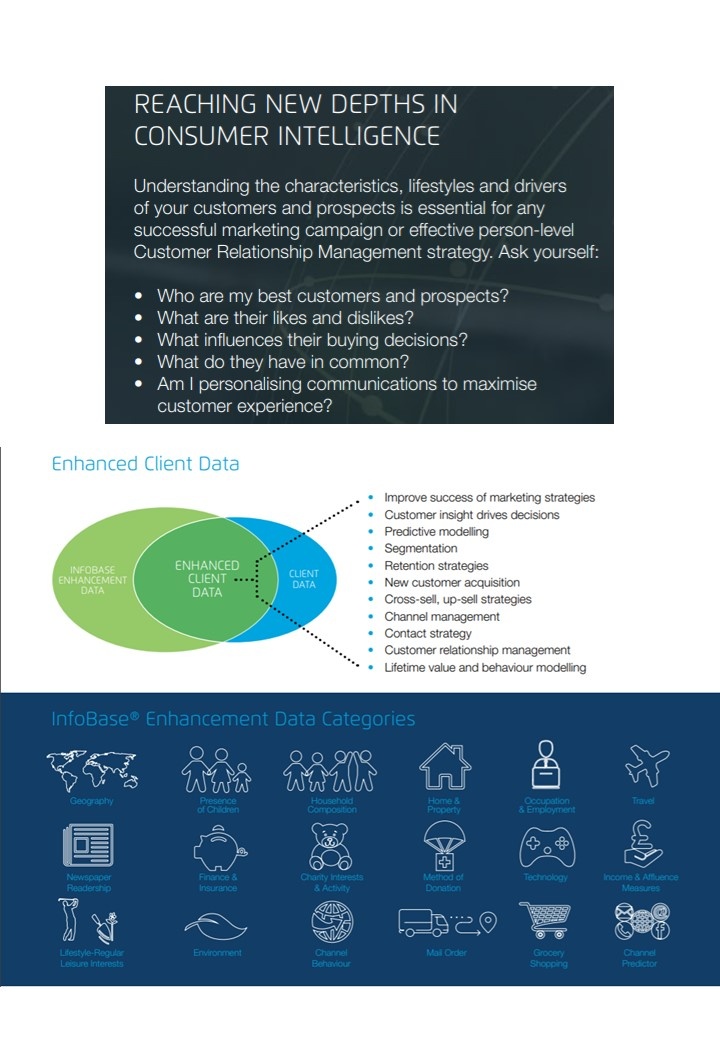 REACHING NEW DEPTHS IN
CONSUMER INTELLIGENCE
Understanding the characteristics, lifestyles and drivers
of your customers and prospects is essential for any
successful marketing campaign or effective person-level
Customer Relationship Management strategy. Ask yourself:
• Who are my best customers and prospects?
• What are their likes and dislikes?
• What influences their buying decisions?
• What do they have in common?
• Am I personalising communications to maximise
customer experience?
Enhanced Client Data
INFOBASE
ENHANCEMENT
DATA
ENHANCED
CLIENT
DATA
CLIENT
DATA
• Improve success of marketing strategies
• Customer insight drives decisions
• Predictive modelling
• Segmentation
• Retention strategies
• New customer acquisition
• Cross-sell, up-sell strategies
• Channel management
• Contact strategy
• Customer relationship management
• Lifetime value and behaviour modelling
InfoBase® Enhancement Data Categories
Geography
Presence
of Children
Household
Composition
Home &
Property
Occupation
& Employment
Travel
Newspaper
Readership
Finance &
Insurance
Charity Interests
& Activity
Method of
Donation
Technology
Income & Affluence
Measures
Lifestyle-Regular
Leisure Interests
Environment
Channel
Behaviour
Mail Order
Grocery
Shopping
Channel
Predictor